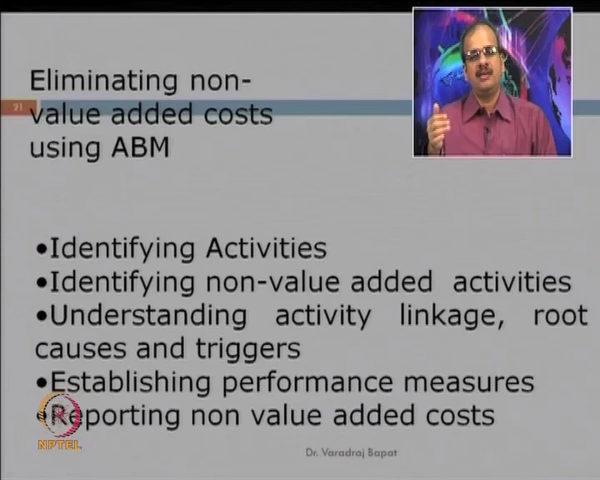 Eliminating non-
21
value added costs
using ABM
•Identifying Activities
•Identifying non-value added activities
•Understanding activity linkage, root
causes and triggers
•Establishing performance measures
•Reporting non value added costs
NPTEL
Dr. Varadraj Bapat